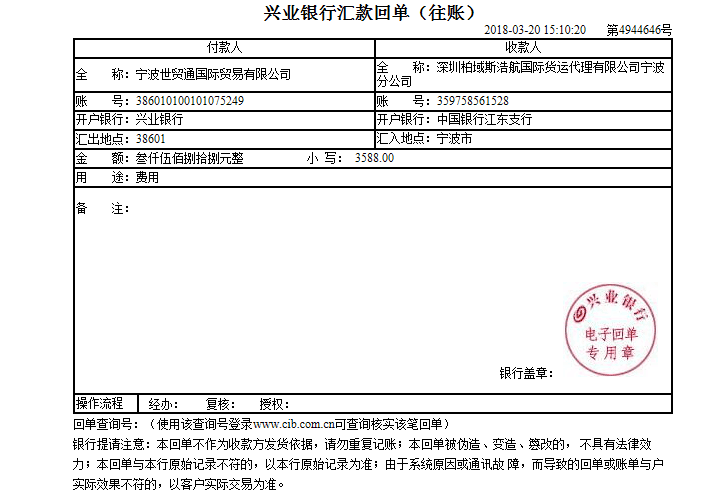 兴业银行汇款回单（往账）
2018-03-20 15:10:20 第4944646号
付款人 收款人
全 称：宁波世贸通国际贸易有限公司 全 称：深圳柏域斯浩航国际货运代理有限公司宁波
分公司
账 号：386010100101075249 账 号：359758561528
开户银行：兴业银行 开户银行：中国银行江东支行
汇出地点：38601 汇入地点：宁波市
金 额：叁仟伍佰捌拾捌元整 小 写： 3588.00
用 途：费用
备 注：
兴业银行
电子回单
专用章
银行盖章：
操作流程 经办： 复核： 授权：
回单查询号：（使用该查询号登录www.cib.com.cn可查询核实该笔回单）
银行提请注意：本回单不作为收款方发货依据，请勿重复记账；本回单被伪造、变造、篡改的， 不具有法律效
力；本回单与本行原始记录不符的，以本行原始记录为准；由于系统原因或通讯故 障，而导致的回单或账单与户
实际效果不符的，以客户实际交易为准。